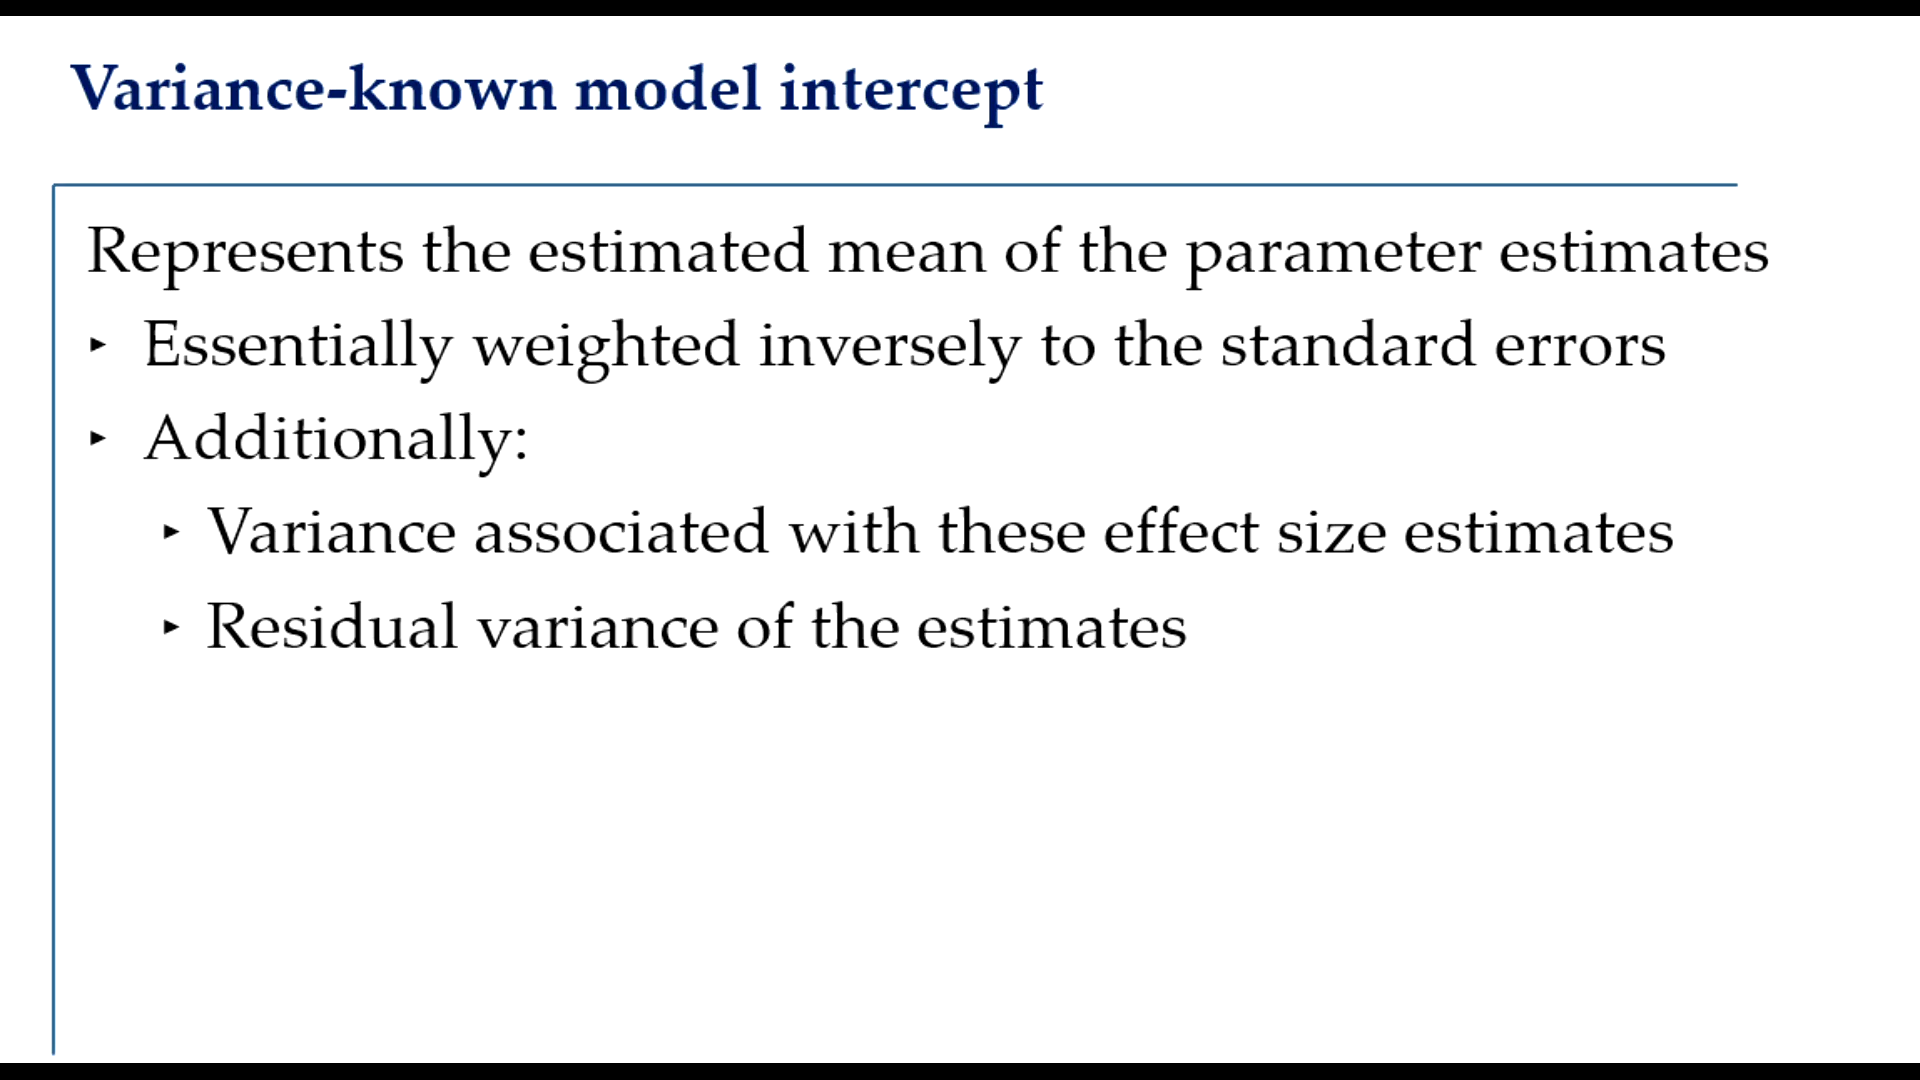 Variance-known model intercept
Represents the estimated mean of the parameter estimates
‣ Essentially weighted inversely to the standard errors
‣ Additionally:
‣ Variance associated with these effect size estimates
‣ Residual variance of the estimates